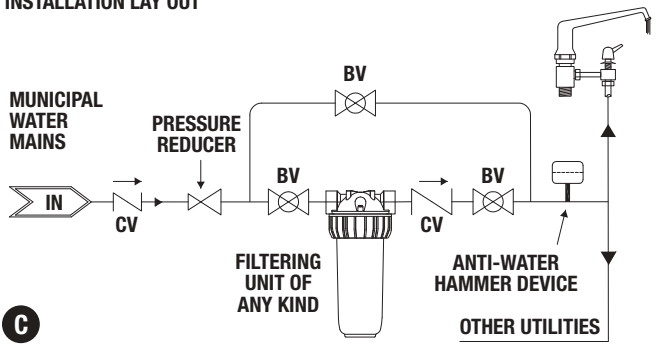 INSTALLATION LAY OUT
BV
MUNICIPAL
WATER
MAINS
PRESSURE
REDUCER
BV
BV
IN
CV
CV
FILTERING
UNIT OF
ANY KIND
ANTI-WATER
HAMMER DEVICE
C
OTHER UTILITIES